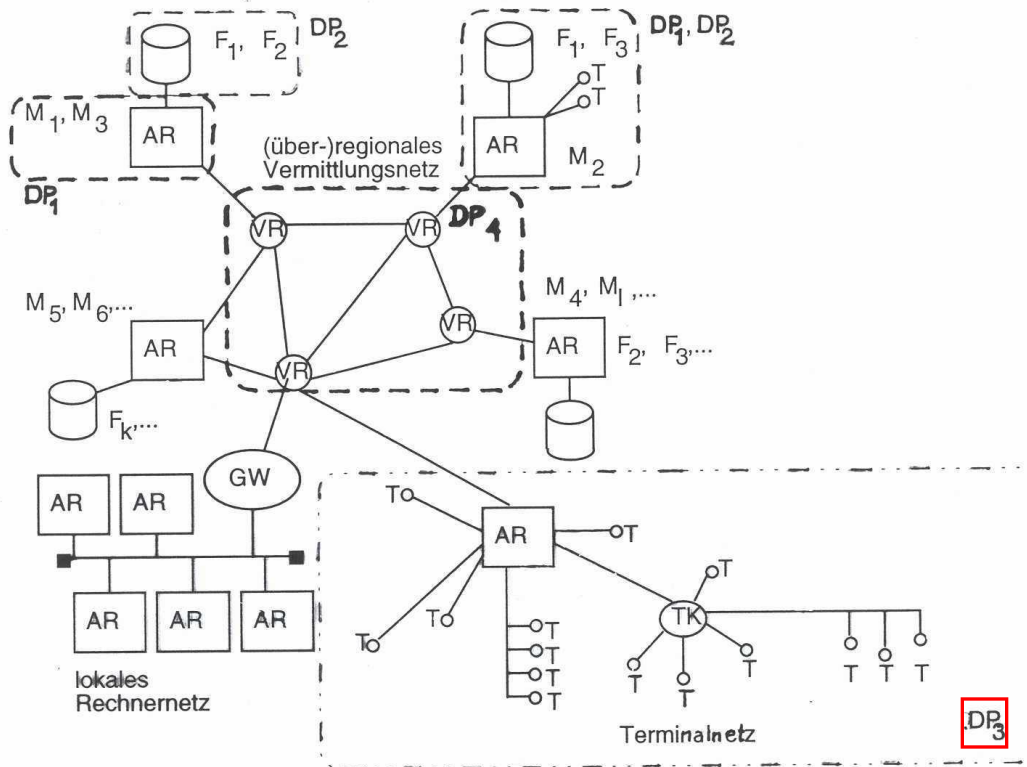 F₁, F₂
DP₂
M₁, M₃
AR
DP₁
F₁, F₃
DP₁, DP₂
T
T
AR
M₂
(über-)regionales
Vermittlungsnetz
VR
VR
DP₄
VR
VR
M₅, M₆,...
AR
Fₖ,...
M₄, Mₗ,...
AR
F₂, F₃,...
GW
AR
AR
AR
AR
AR
lokales
Rechnernetz
T
AR
T
T
T
T
T
T
T
TK
T
T
T
T
T
T
T
Terminalnetz
DP₃